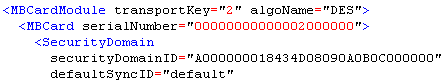 <MBCardModule transportKey="2" algoName="DES">
<MBCard serialNumber="0000000000002000000">
<SecurityDomain
securityDomainID="A000000018434D08090A0B0C000000"
defaultSyncID="default"